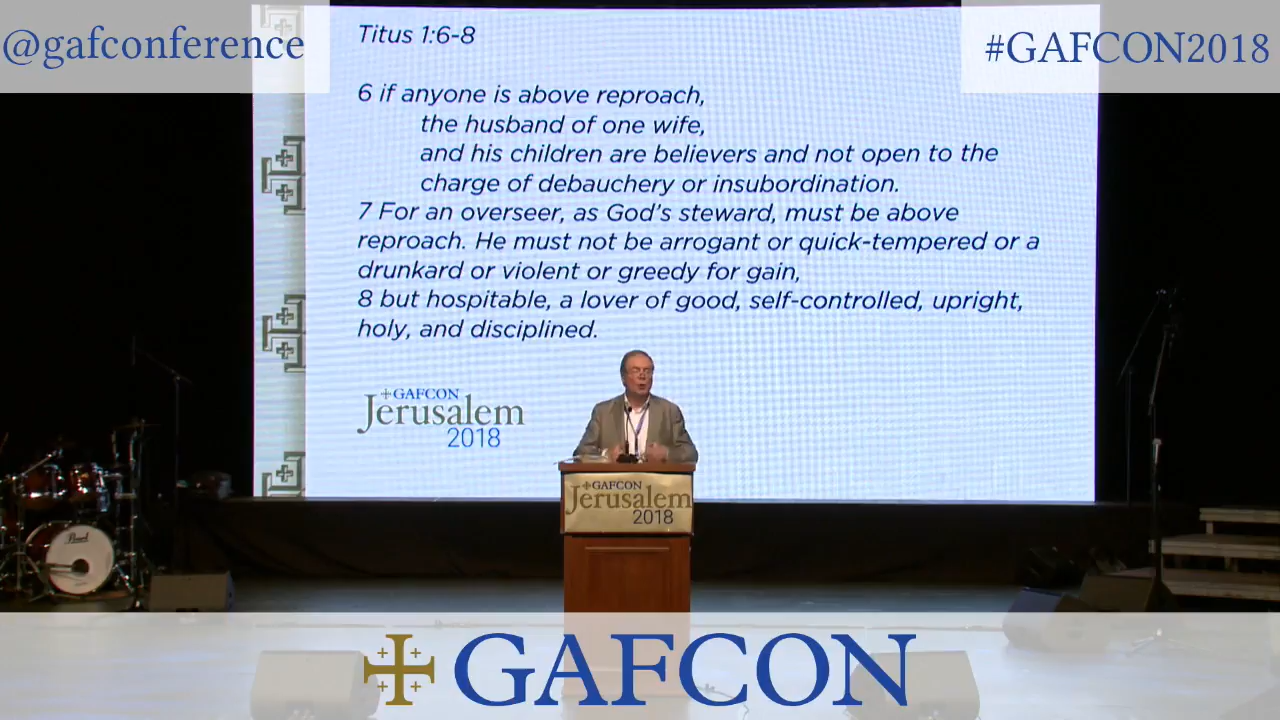 @gafconference
#GAFCON2018
Titus 1:6-8
6 if anyone is above reproach,
the husband of one wife,
and his children are believers and not open to the
charge of debauchery or insubordination.
7 For an overseer, as God's steward, must be above
reproach. He must not be arrogant or quick-tempered or a
drunkard or violent or greedy for gain,
8 but hospitable, a lover of good, self-controlled, upright,
holy, and disciplined.
GAFCON
Jerusalem
2018
GAFCON
Jerusalem
2018
Pearl
GAFCON